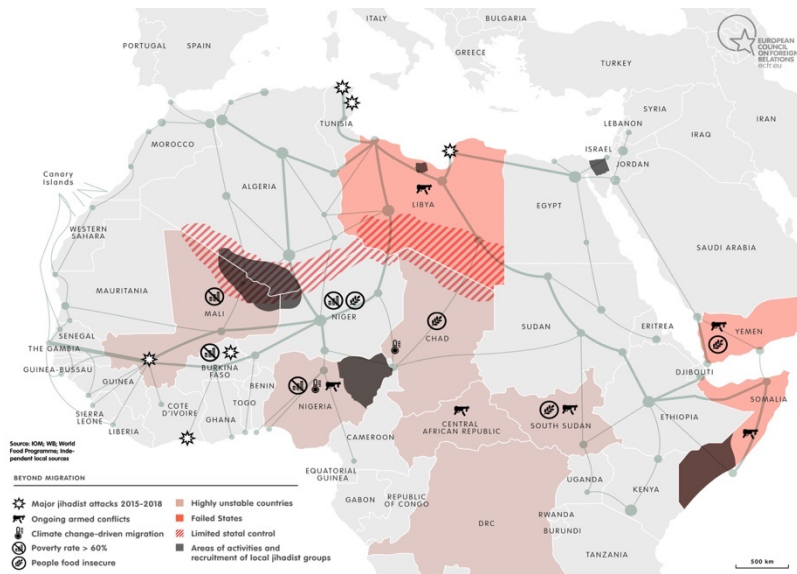 ITALY
BULGARIA
PORTUGAL
SPAIN
GREECE
EUROPEAN
COUNCIL
ON FOREIGN
RELATIONS
ecfr.eu
TURKEY
TUNISIA
SYRIA
LEBANON
IRAN
MOROCCO
ISRAEL
IRAQ
JORDAN
Canary
Islands
ALGERIA
LIBYA
EGYPT
WESTERN
SAHARA
SAUDI ARABIA
MAURITANIA
MALI
NIGER
CHAD
SUDAN
ERITREA
YEMEN
SENEGAL
THE GAMBIA
GUINEA-BUSSAU
GUINEA
BURKINA
FASO
BENIN
DJIBOUTI
SIERRA
LEONE
CÔTE
D'IVOIRE
TOGO
GHANA
LIBERIA
NIGERIA
CENTRAL
AFRICAN REPUBLIC
SOUTH SUDAN
ETHIOPIA
SOMALIA
CAMEROON
EQUATORIAL
GUINEA
GABON
REPUBLIC
OF CONGO
DRC
UGANDA
KENYA
RWANDA
BURUNDI
TANZANIA
Source: IOM; WB; World
Food Programme; Inde-
pendent local sources
BEYOND MIGRATION
Major jihadist attacks 2015-2018
Ongoing armed conflicts
Climate change-driven migration
Poverty rate > 60%
People food insecure
Highly unstable countries
Failed States
Limited statal control
Areas of activities and
recruitment of local jihadist groups
500 km